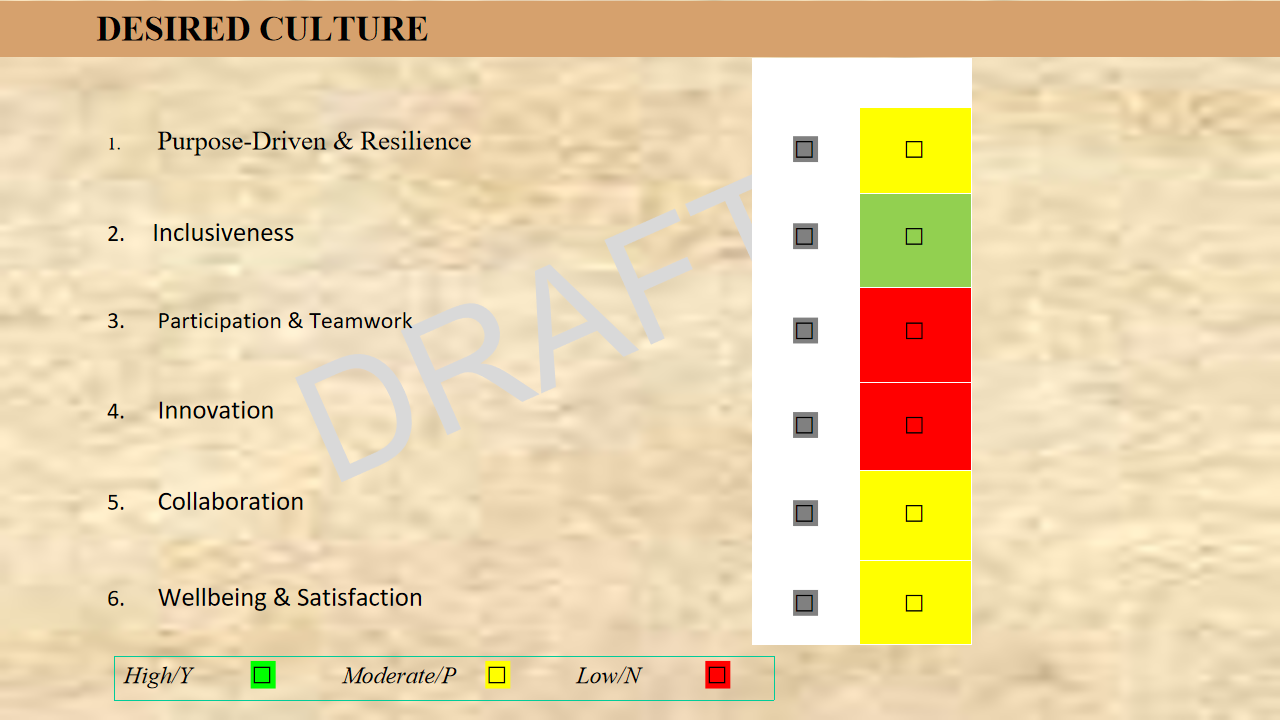 DESIRED CULTURE
1. Purpose-Driven & Resilience ☐ ☐
2. Inclusiveness ☐ ☐
3. Participation & Teamwork ☐ ☐
4. Innovation ☐ ☐
5. Collaboration ☐ ☐
6. Wellbeing & Satisfaction ☐ ☐
High/Y ☐ Moderate/P ☐ Low/N ☐
DRAFT